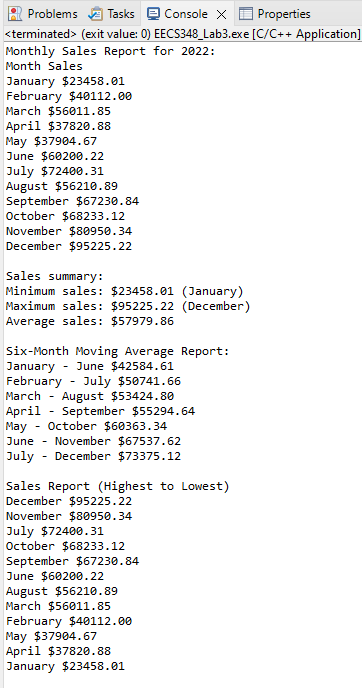 Problems Tasks Console Properties
<terminated> (exit value: 0) EECS348_Lab3.exe [C/C++ Application]
Monthly Sales Report for 2022:
Month Sales
January $23458.01
February $40112.00
March $56011.85
April $37820.88
May $37904.67
June $60200.22
July $72400.31
August $56210.89
September $67230.84
October $68233.12
November $80950.34
December $95225.22
Sales summary:
Minimum sales: $23458.01 (January)
Maximum sales: $95225.22 (December)
Average sales: $57979.86
Six-Month Moving Average Report:
January - June $42584.61
February - July $50741.66
March - August $53424.80
April - September $55294.64
May - October $60363.34
June - November $67537.62
July - December $73375.12
Sales Report (Highest to Lowest)
December $95225.22
November $80950.34
July $72400.31
October $68233.12
September $67230.84
June $60200.22
August $56210.89
March $56011.85
February $40112.00
May $37904.67
April $37820.88
January $23458.01